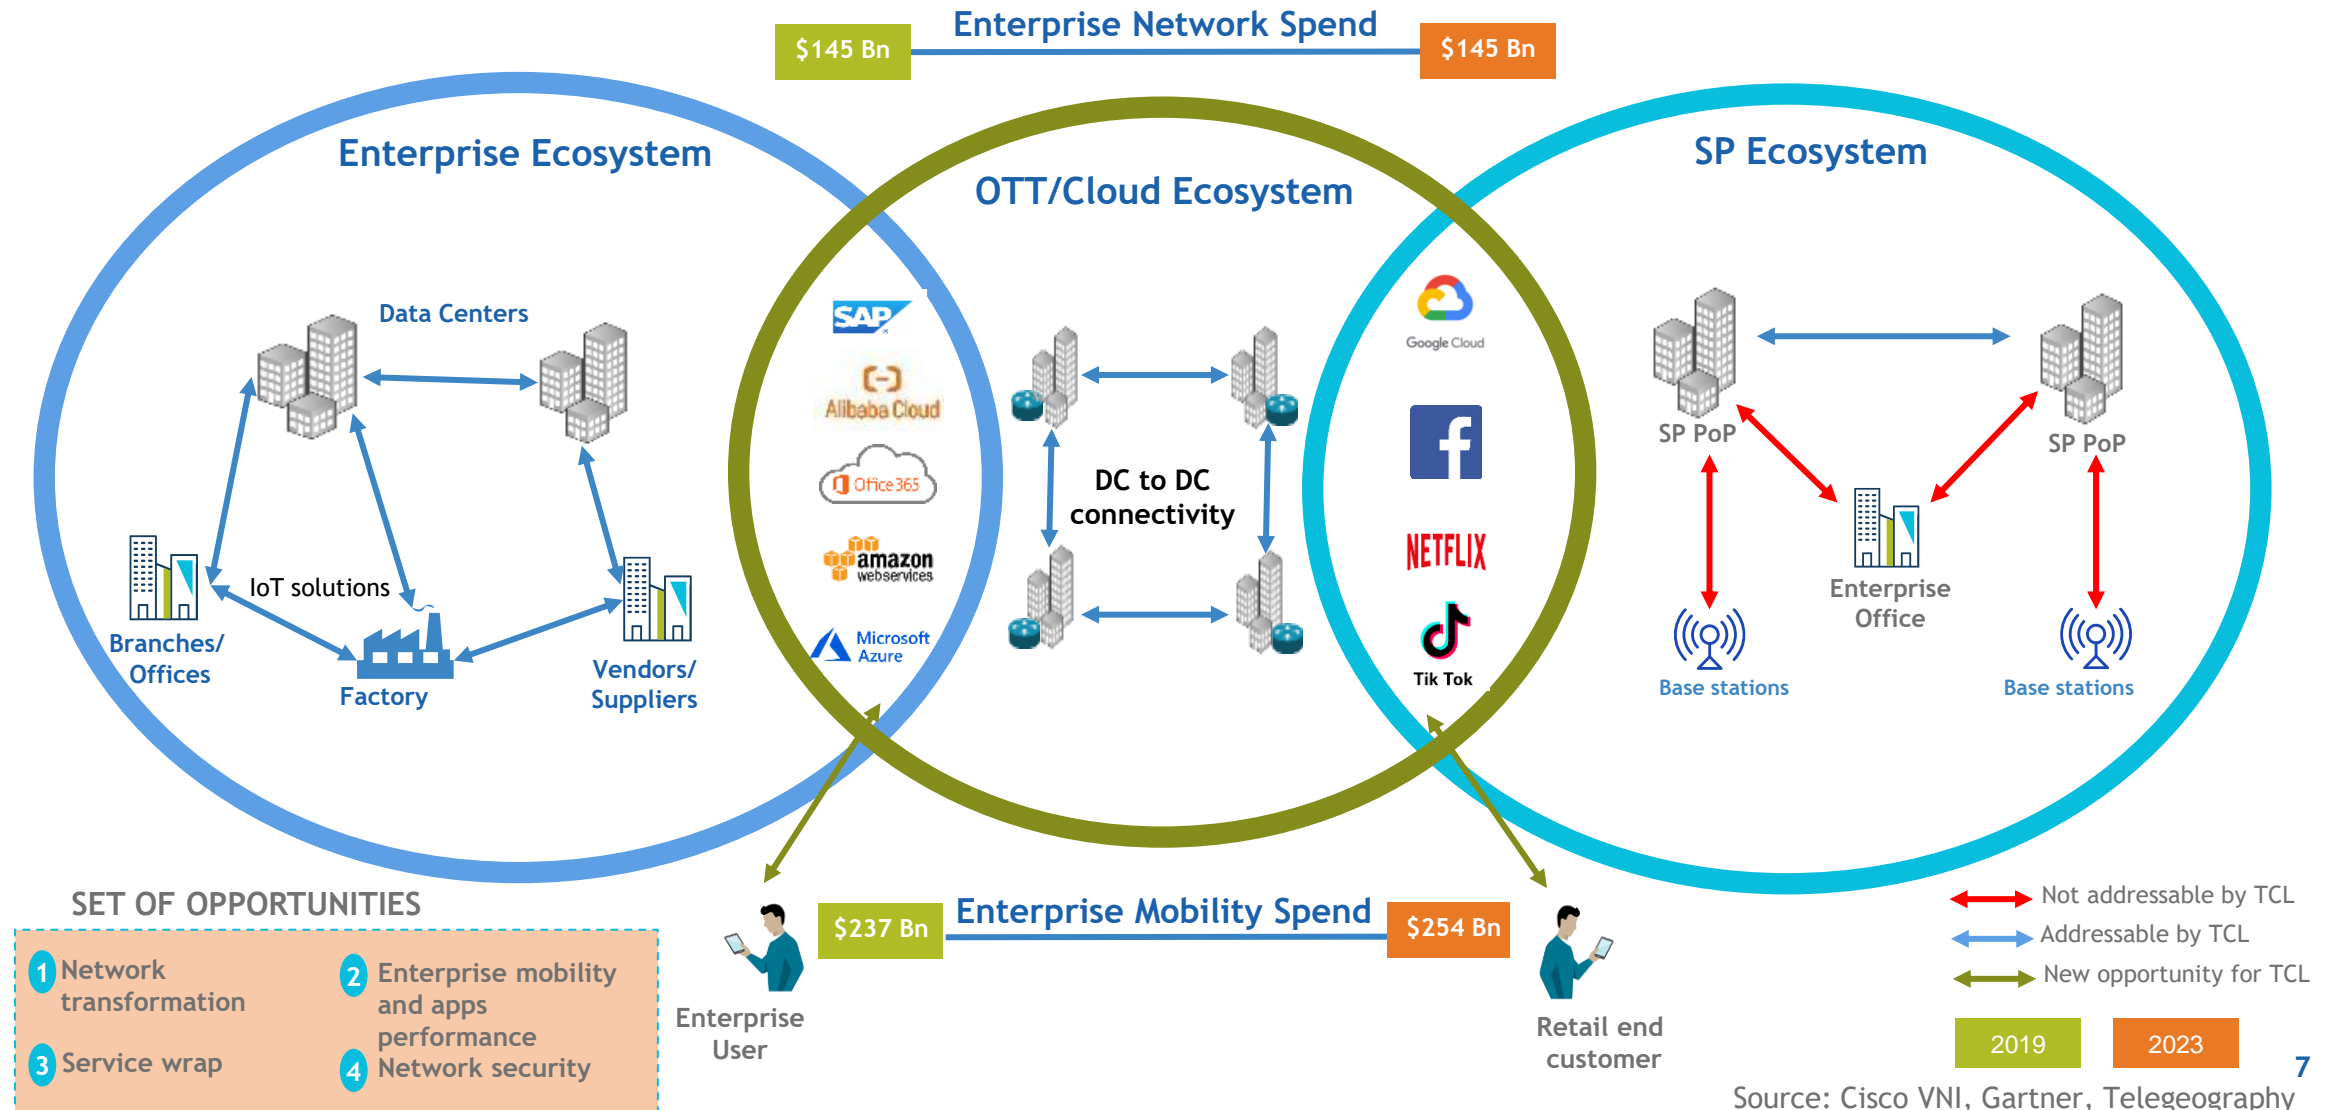 Enterprise Network Spend
$145 Bn
$145 Bn
Enterprise Ecosystem
OTT/Cloud Ecosystem
SP Ecosystem
Data Centers
IoT solutions
Branches/
Offices
Factory
Vendors/
Suppliers
SAP
Alibaba Cloud
Office 365
amazon
webservices
Microsoft
Azure
DC to DC
connectivity
Google Cloud
f
NETFLIX
Tik Tok
SP PoP
SP PoP
Enterprise
Office
Base stations
Base stations
SET OF OPPORTUNITIES
1 Network
transformation
2 Enterprise mobility
and apps
performance
3 Service wrap
4 Network security
Enterprise
User
$237 Bn
Enterprise Mobility Spend
$254 Bn
Retail end
customer
Not addressable by TCL
Addressable by TCL
New opportunity for TCL
2019
2023
7
Source: Cisco VNI, Gartner, Telegeography